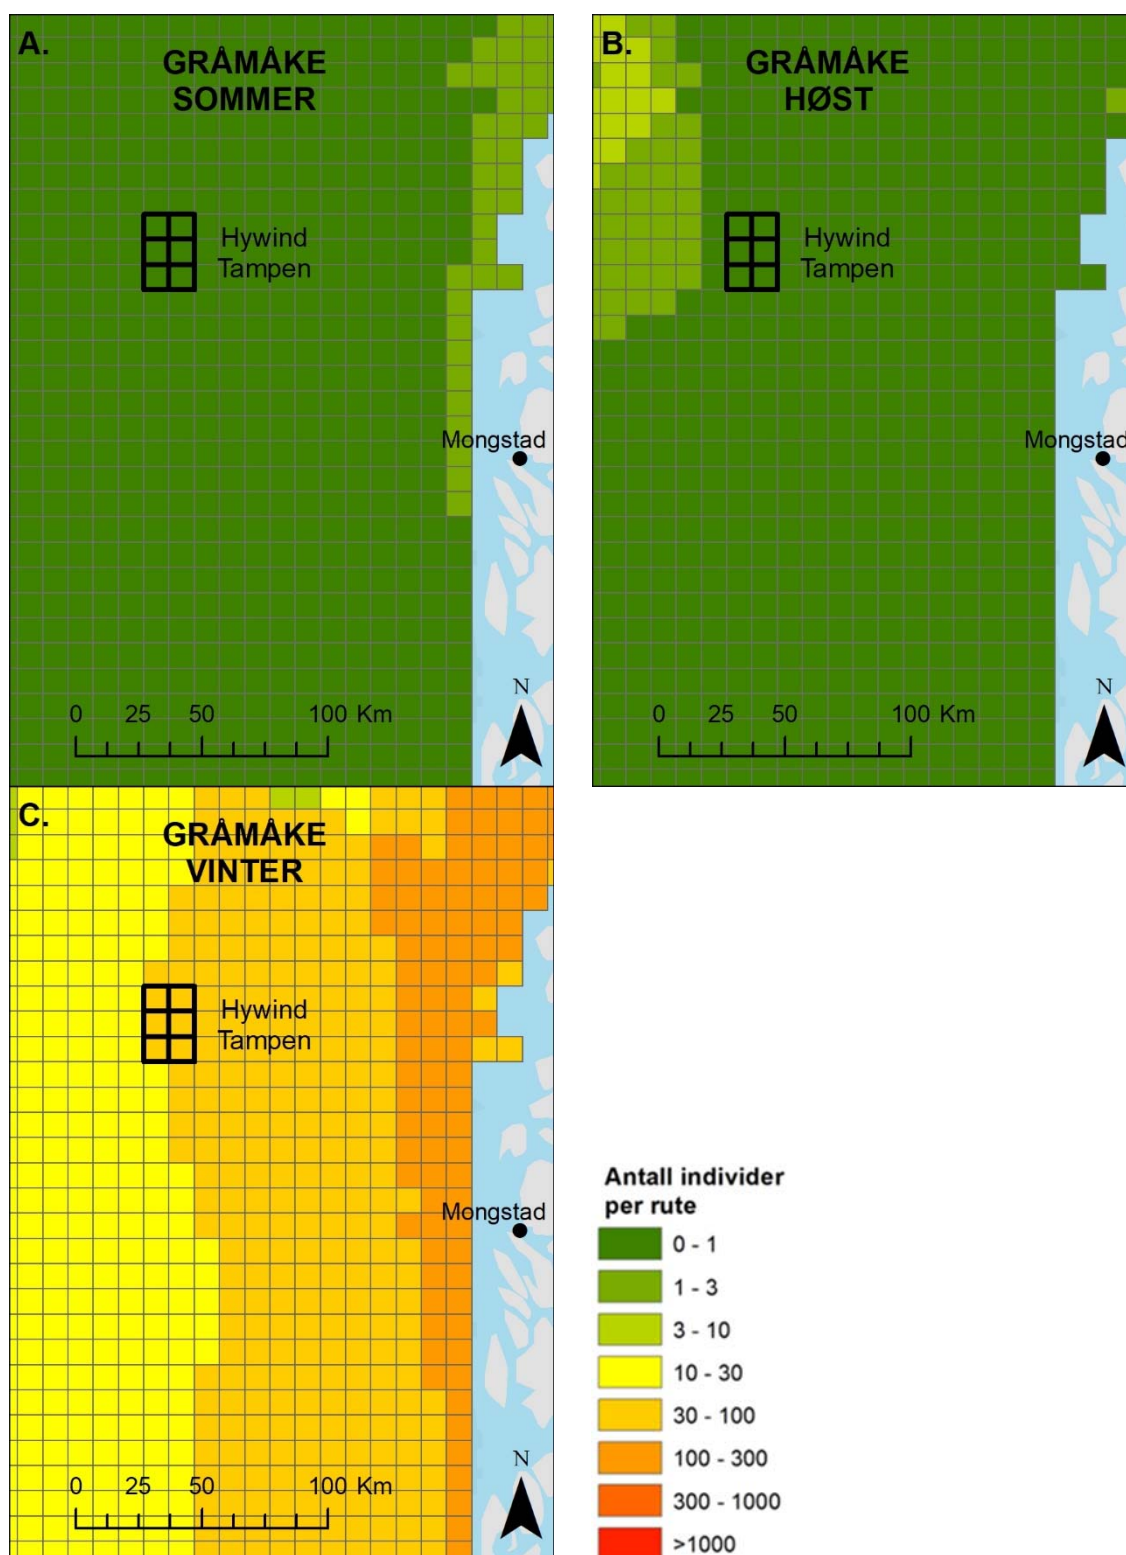 A.
GRÅMÅKE
SOMMER
Hywind
Tampen
Mongstad
N
0 25 50 100 Km
B.
GRÅMÅKE
HØST
Hywind
Tampen
Mongstad
N
0 25 50 100 Km
C.
GRÅMÅKE
VINTER
Hywind
Tampen
Mongstad
N
0 25 50 100 Km
Antall individer
per rute
0 - 1
1 - 3
3 - 10
10 - 30
30 - 100
100 - 300
300 - 1000
>1000